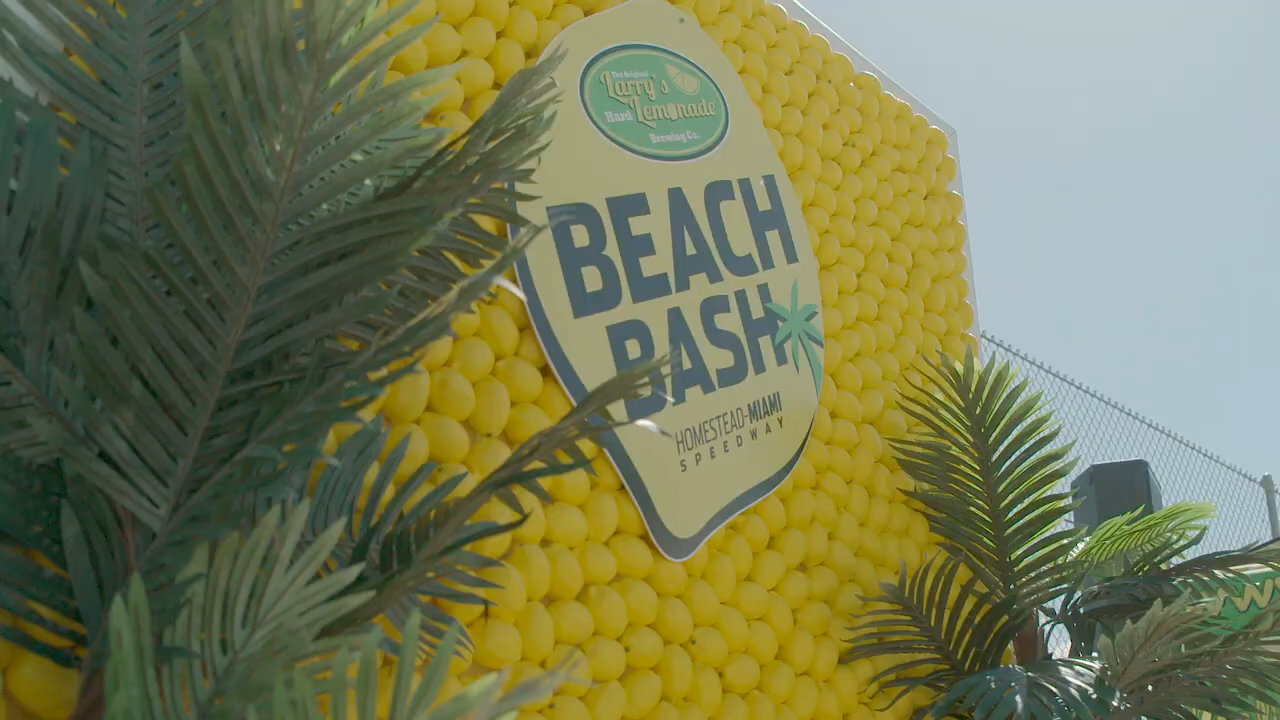 The Original
Larry's
Hard Lemonade
Brewing Co.
BEACH
BASH
HOMESTEAD-MIAMI
SPEEDWAY